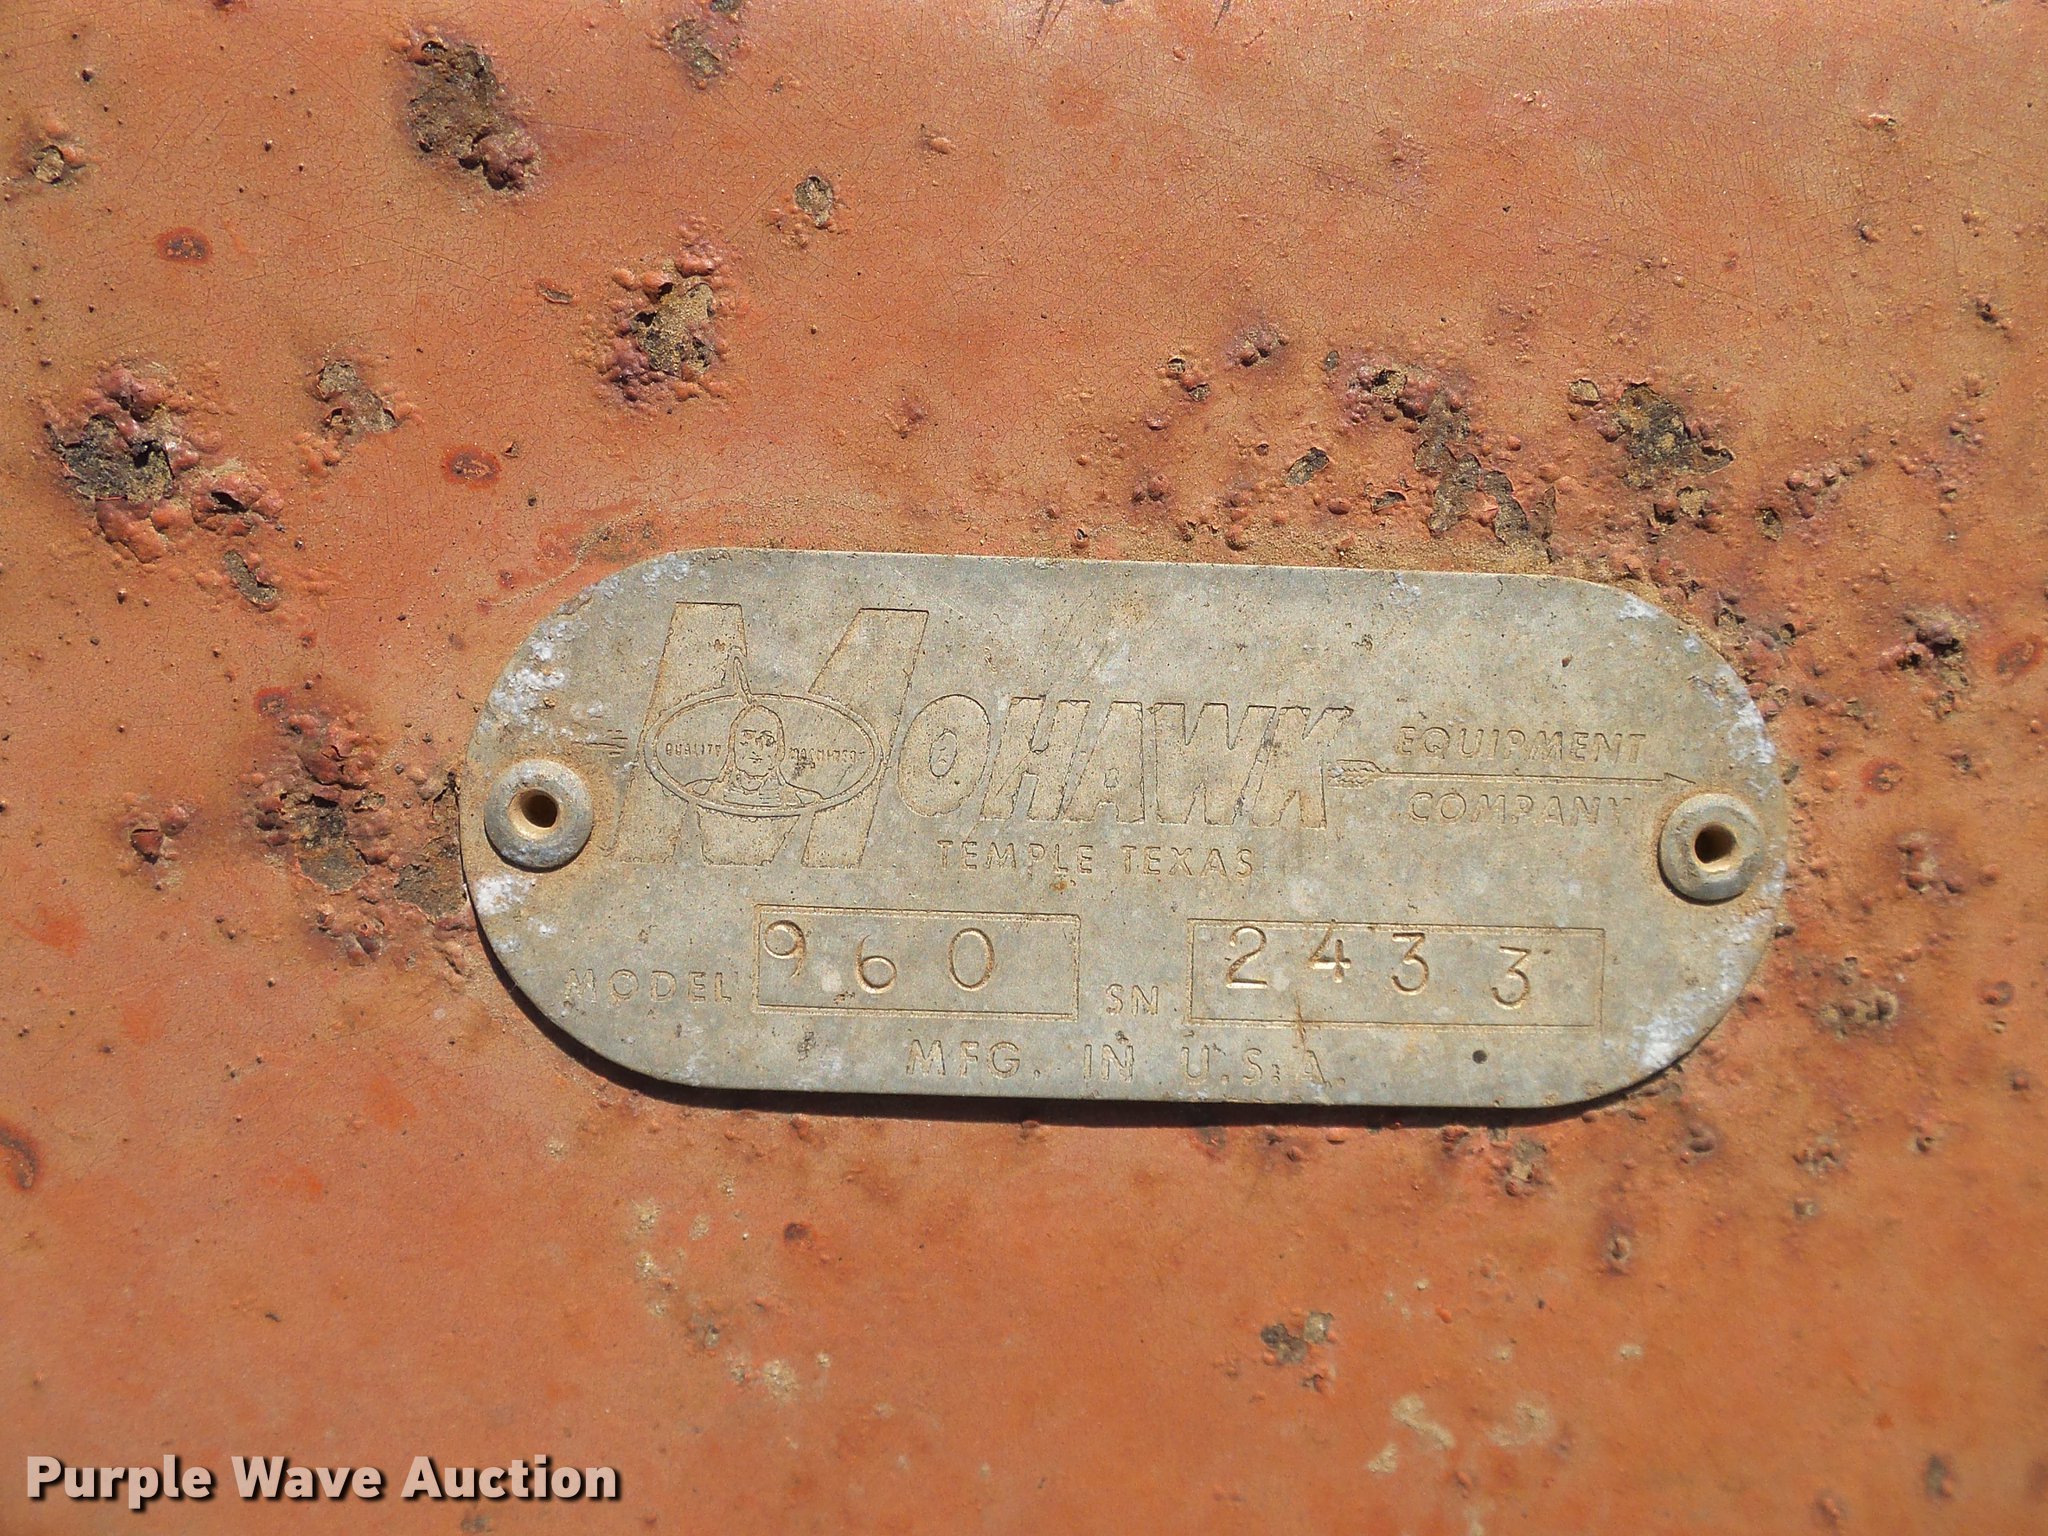 QUALITY MACHINERY
MOHAWK
EQUIPMENT
COMPANY
TEMPLE TEXAS
MODEL 960 SN 2433
MFG. IN U.S.A.
Purple Wave Auction